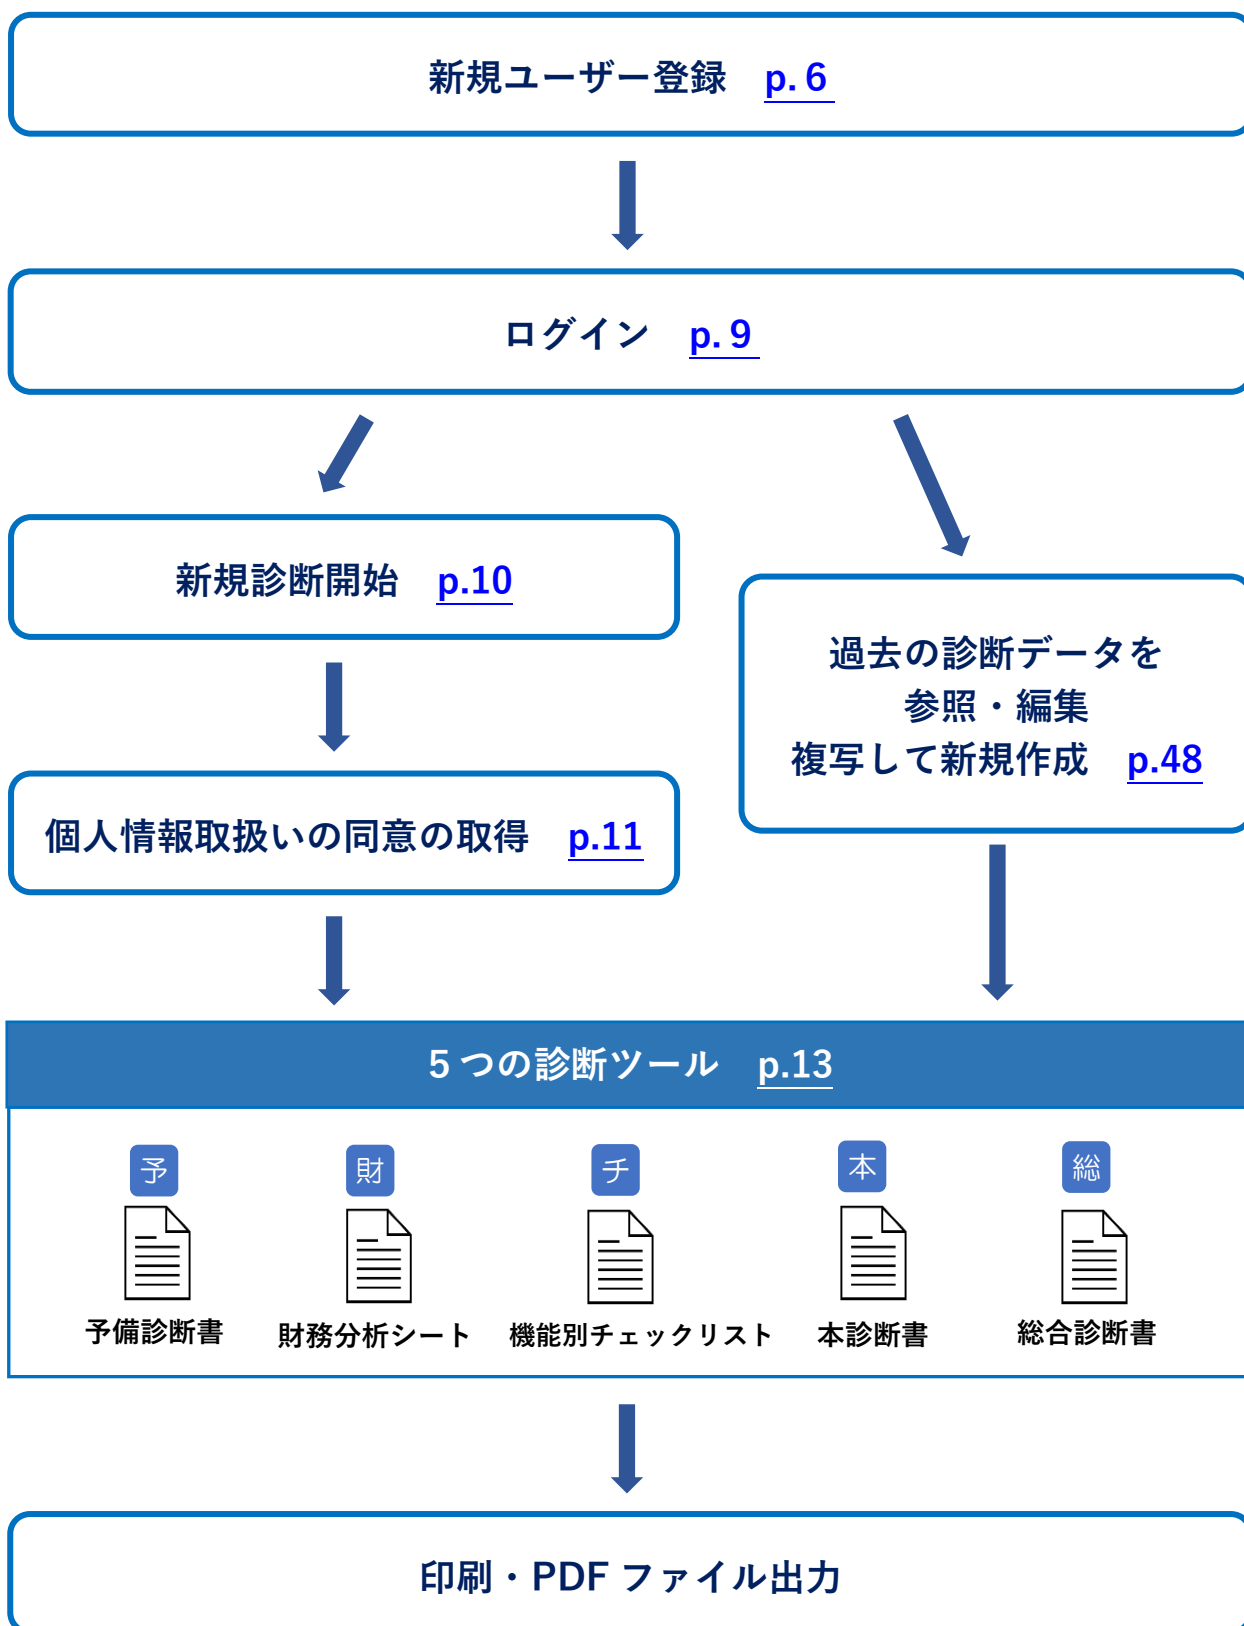 新規ユーザー登録 p. 6
ログイン p. 9
新規診断開始 p.10
過去の診断データを
参照・編集
複写して新規作成 p.48
個人情報取扱いの同意の取得 p.11
5 つの診断ツール p.13
予 財 チ 本 総
予備診断書 財務分析シート 機能別チェックリスト 本診断書 総合診断書
印刷・PDF ファイル出力